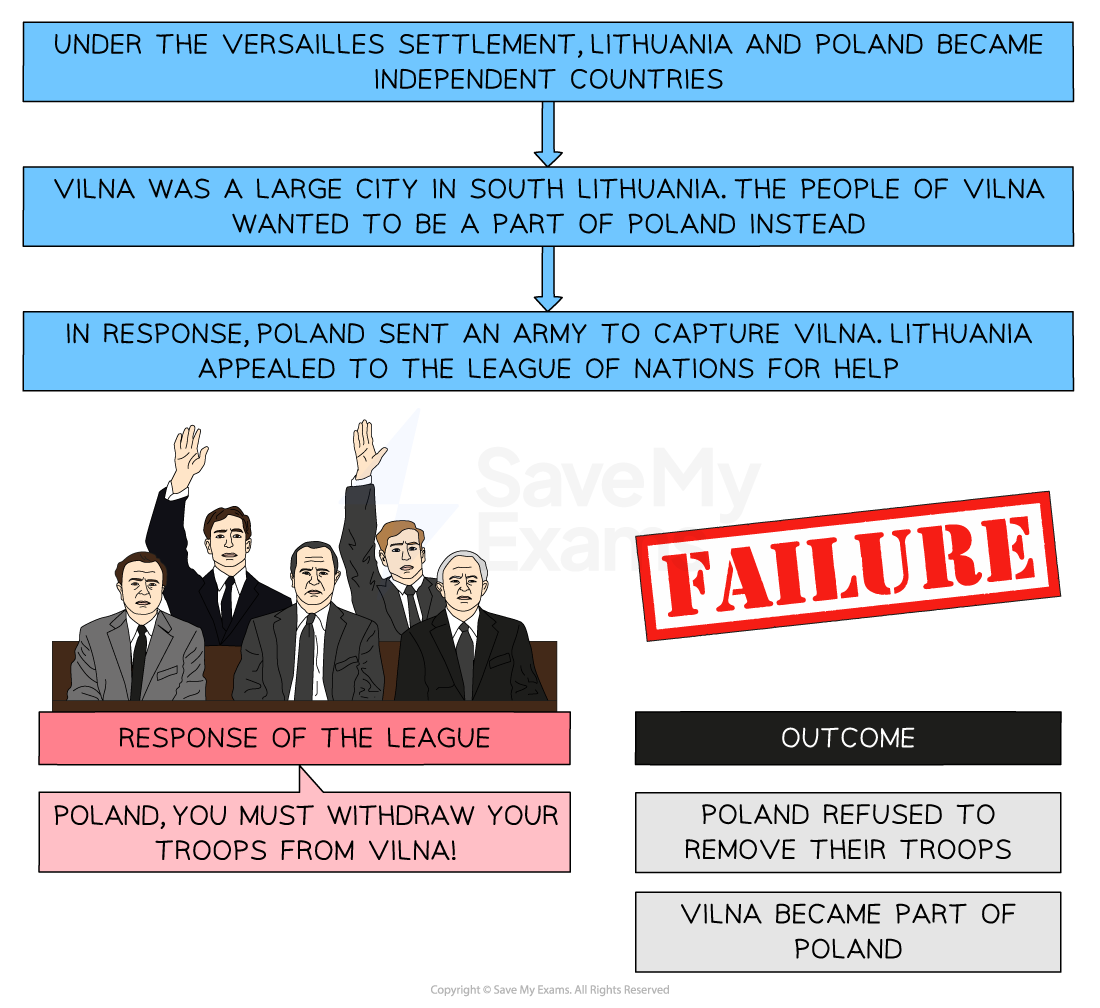 UNDER THE VERSAILLES SETTLEMENT, LITHUANIA AND POLAND BECAME
INDEPENDENT COUNTRIES
VILNA WAS A LARGE CITY IN SOUTH LITHUANIA. THE PEOPLE OF VILNA
WANTED TO BE A PART OF POLAND INSTEAD
IN RESPONSE, POLAND SENT AN ARMY TO CAPTURE VILNA. LITHUANIA
APPEALED TO THE LEAGUE OF NATIONS FOR HELP
SaveMy
Exams
FAILURE
RESPONSE OF THE LEAGUE
POLAND, YOU MUST WITHDRAW YOUR
TROOPS FROM VILNA!
OUTCOME
POLAND REFUSED TO
REMOVE THEIR TROOPS
VILNA BECAME PART OF
POLAND
Copyright © Save My Exams. All Rights Reserved